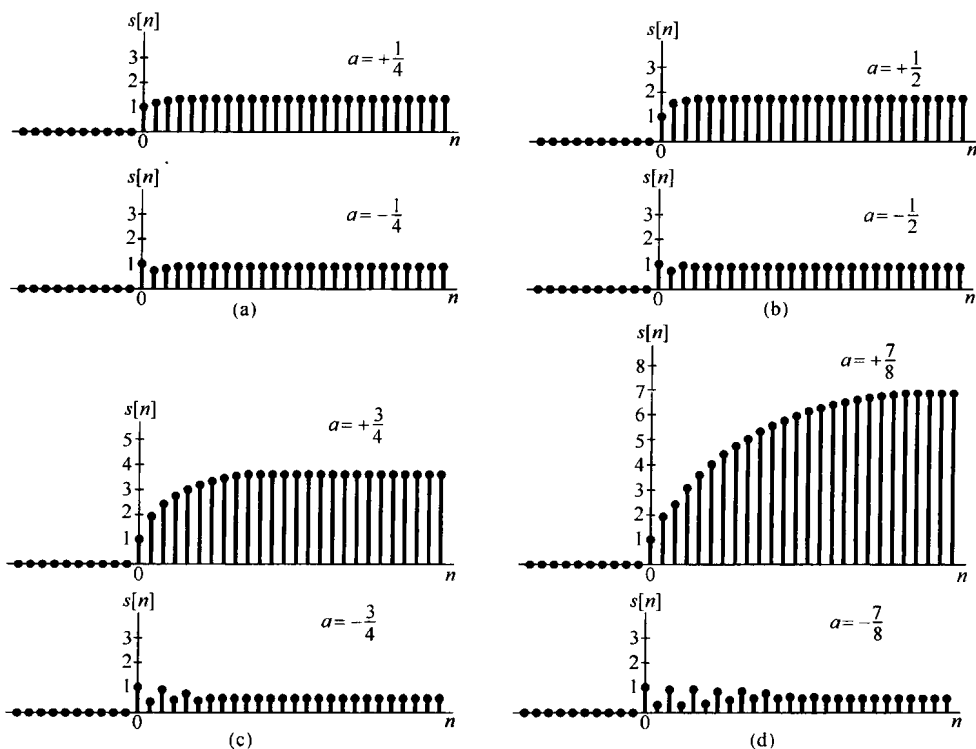 s[n]
3
2
1
a = +1/4
0
n
s[n]
3
2
1
a = −1/4
0
n
(a)
s[n]
3
2
1
a = +1/2
0
n
s[n]
3
2
1
a = −1/2
0
n
(b)
s[n]
5
4
3
2
1
a = +3/4
0
n
s[n]
3
2
1
a = −3/4
0
n
(c)
s[n]
8
7
6
5
4
3
2
1
a = +7/8
0
n
s[n]
3
2
1
a = −7/8
0
n
(d)